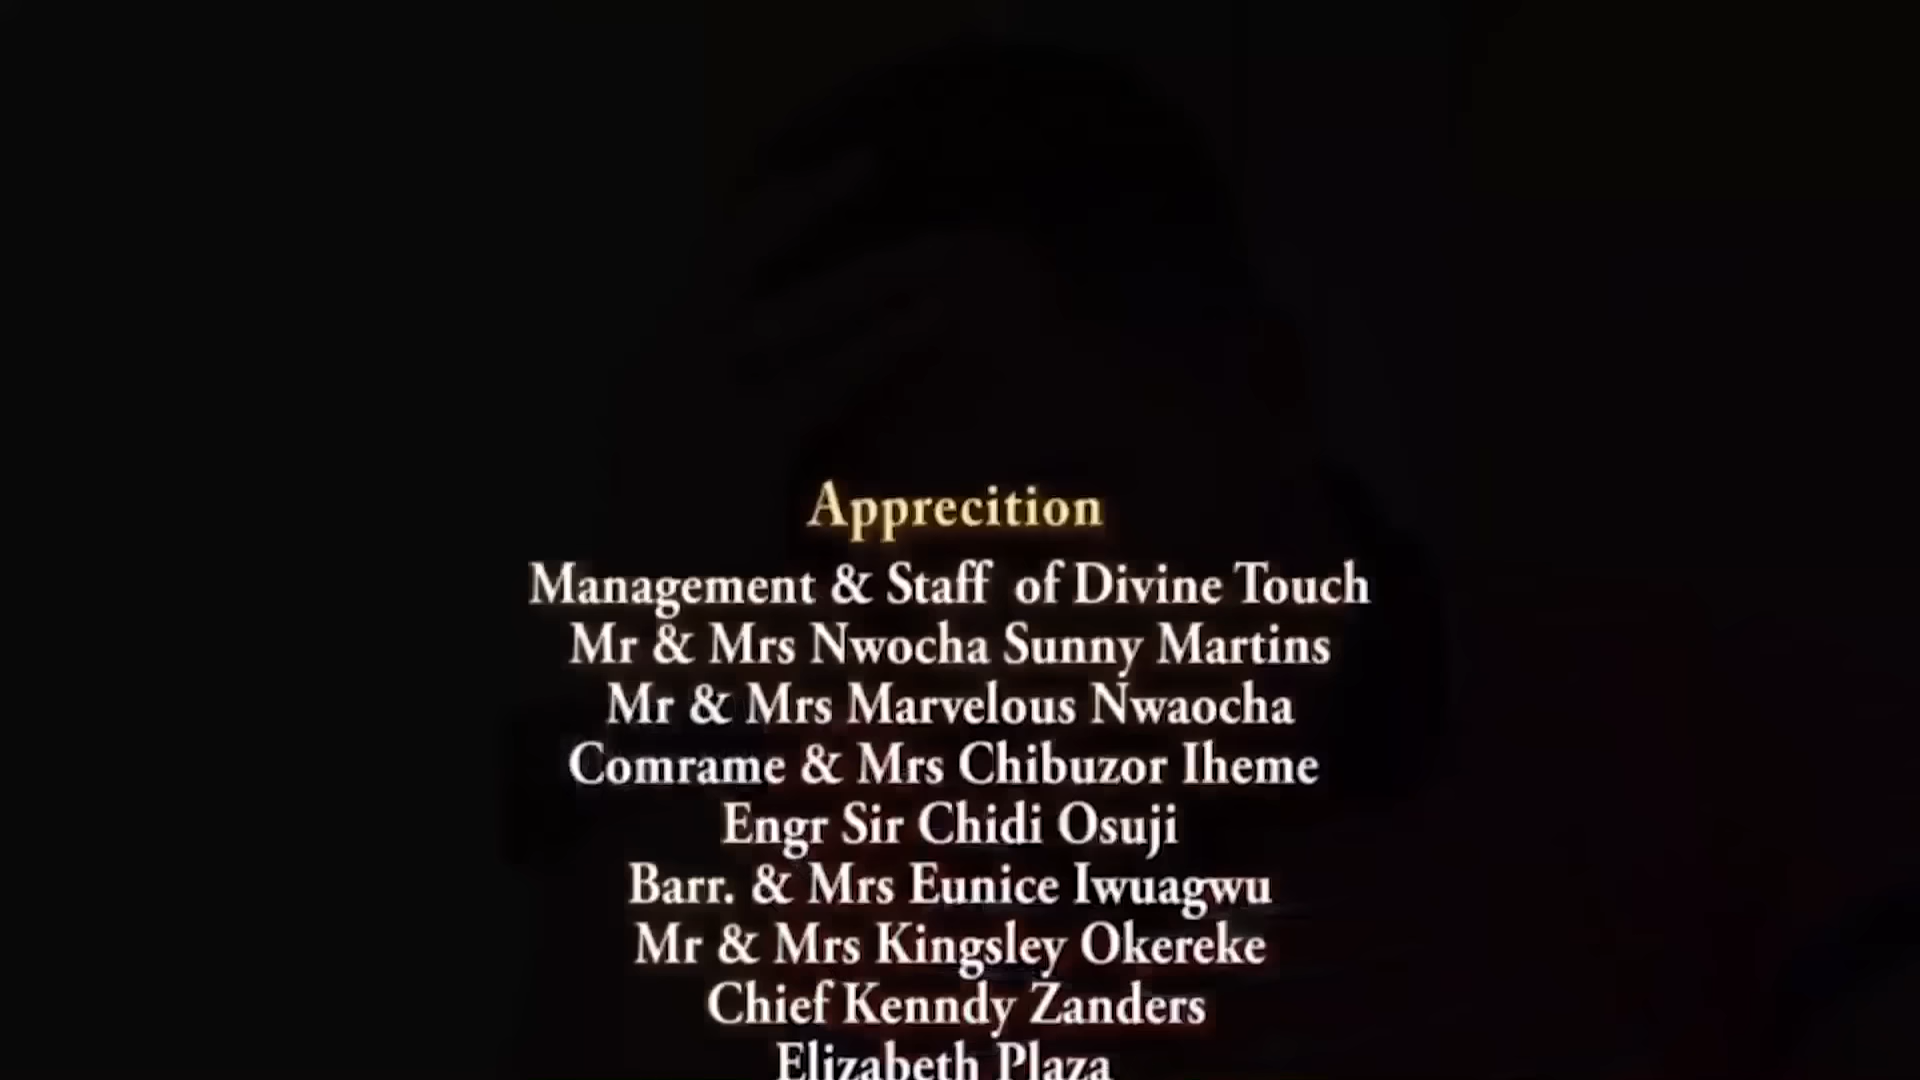 Apprecition
Management & Staff of Divine Touch
Mr & Mrs Nwocha Sunny Martins
Mr & Mrs Marvelous Nwaocha
Comrame & Mrs Chibuzor Iheme
Engr Sir Chidi Osuji
Barr. & Mrs Eunice Iwuagwu
Mr & Mrs Kingsley Okereke
Chief Kenndy Zanders
Elizabeth Plaza